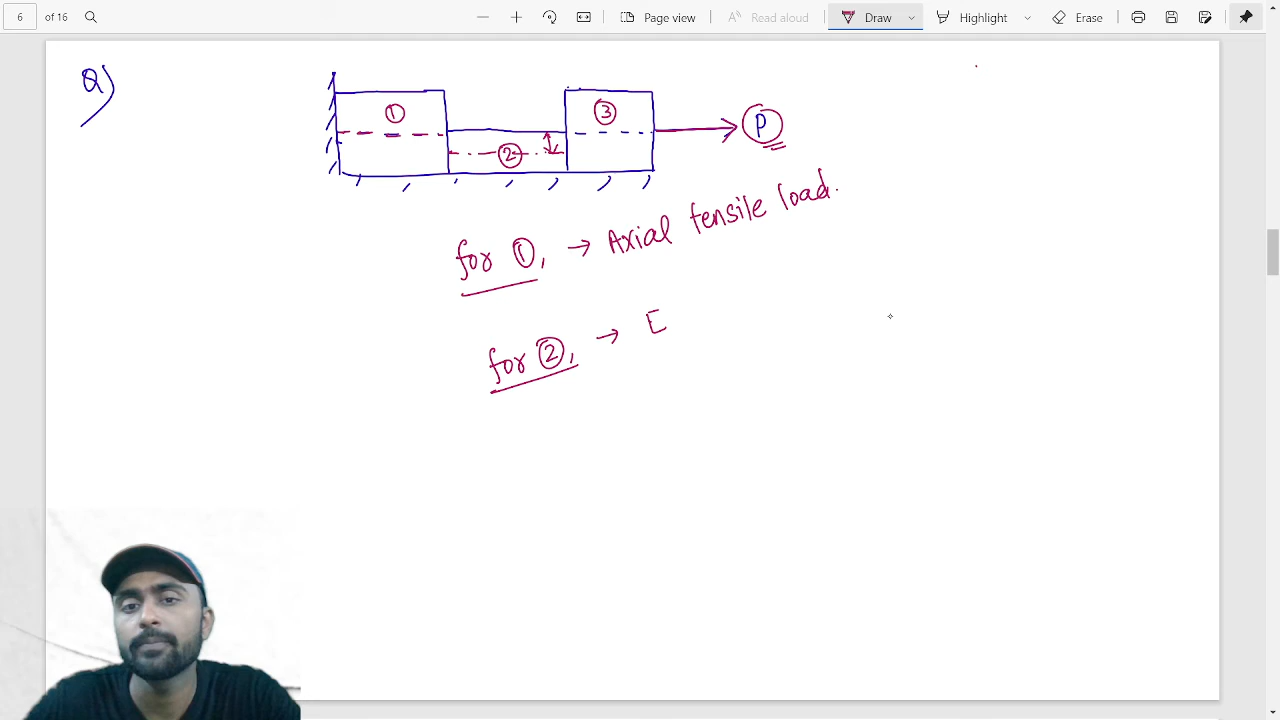 6 of 16 Page view Read aloud Draw Highlight Erase
Q)
① ② ③ P
for ①, → Axial tensile load.
for ②, → E